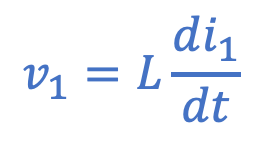 v₁ = L di₁/dt